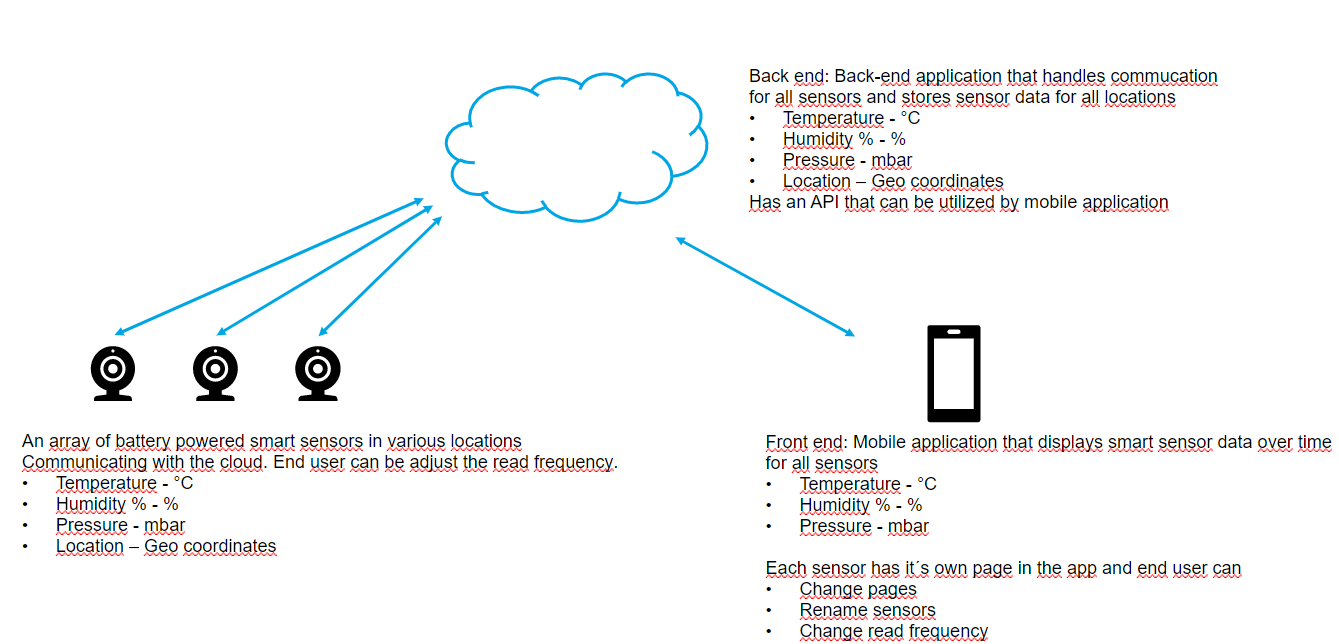 Back end: Back-end application that handles commucation
for all sensors and stores sensor data for all locations
• Temperature - °C
• Humidity % - %
• Pressure - mbar
• Location – Geo coordinates
Has an API that can be utilized by mobile application
An array of battery powered smart sensors in various locations
Communicating with the cloud. End user can be adjust the read frequency.
• Temperature - °C
• Humidity % - %
• Pressure - mbar
• Location – Geo coordinates
Front end: Mobile application that displays smart sensor data over time
for all sensors
• Temperature - °C
• Humidity % - %
• Pressure - mbar
Each sensor has it´s own page in the app and end user can
• Change pages
• Rename sensors
• Change read frequency